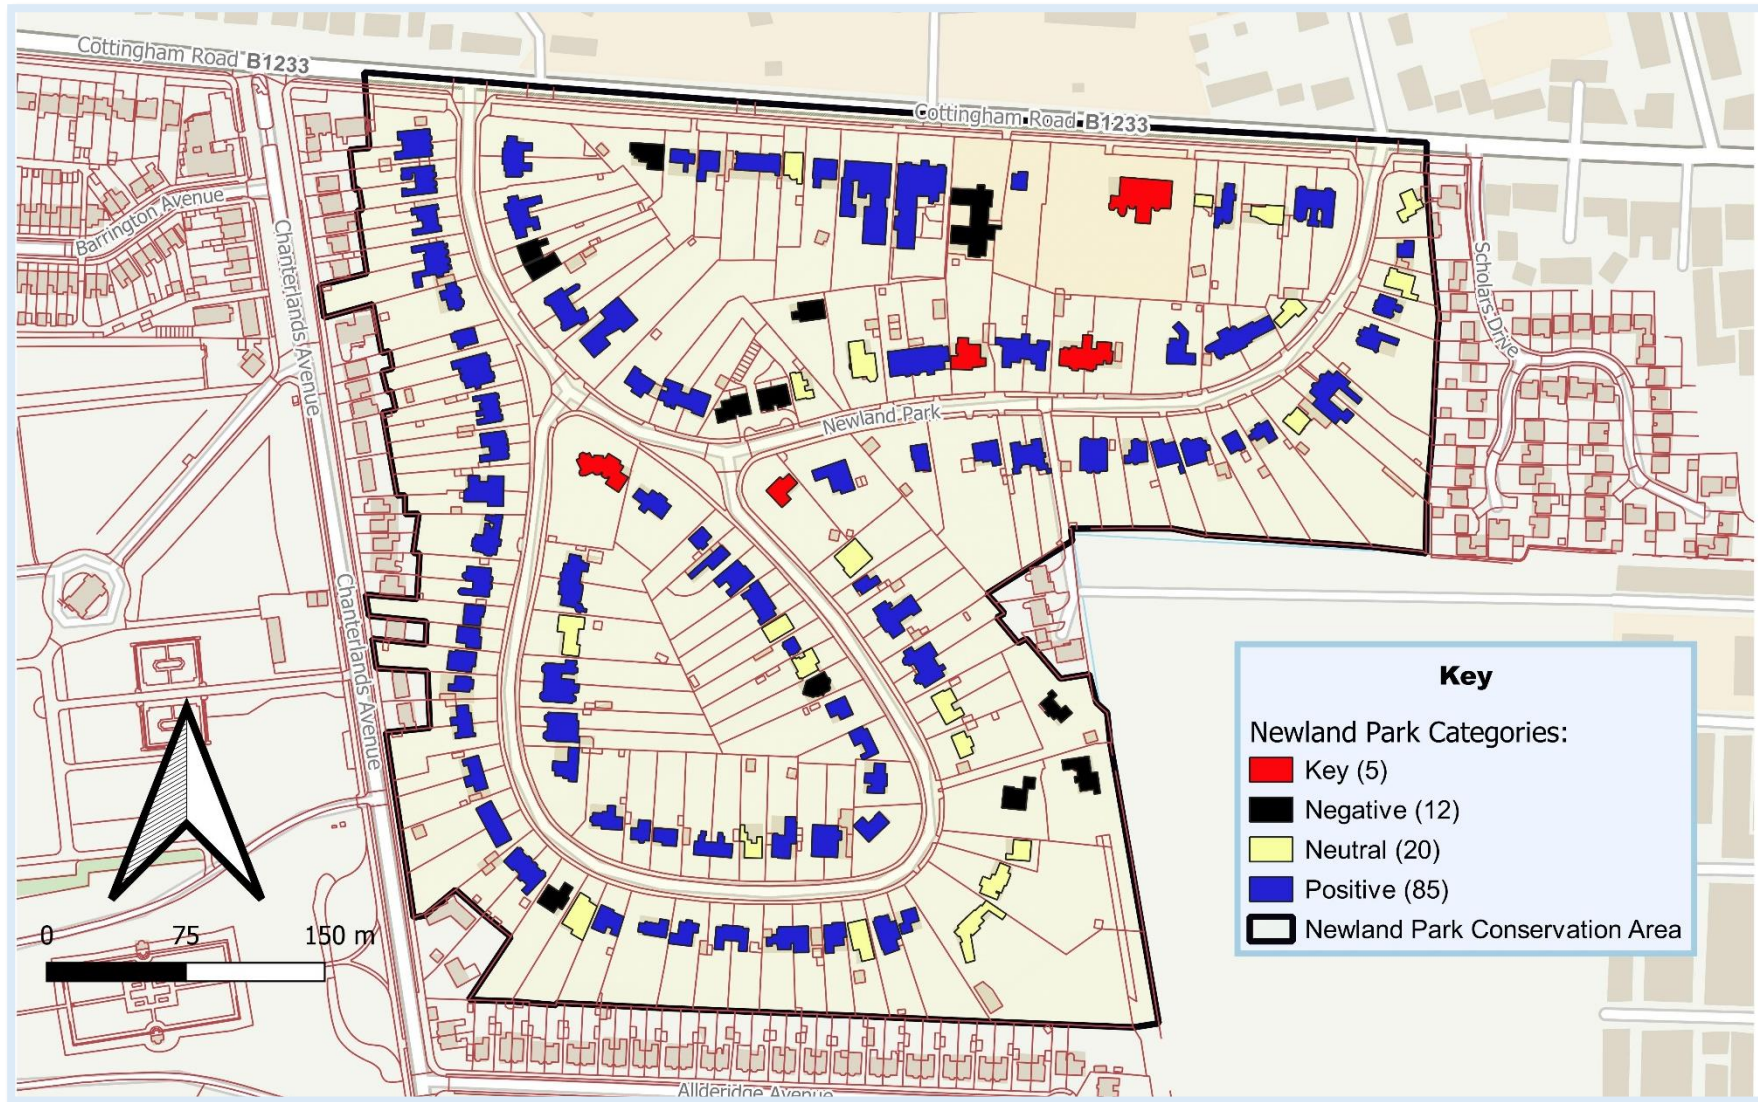 Cottingham Road B1233
Cottingham Road B1233
Barrington Avenue
Chanterlands Avenue
Scholars Drive
Newland Park
Chanterlands Avenue
Key
Newland Park Categories:
Key (5)
Negative (12)
Neutral (20)
Positive (85)
Newland Park Conservation Area
0 75 150 m
Allderidge Avenue